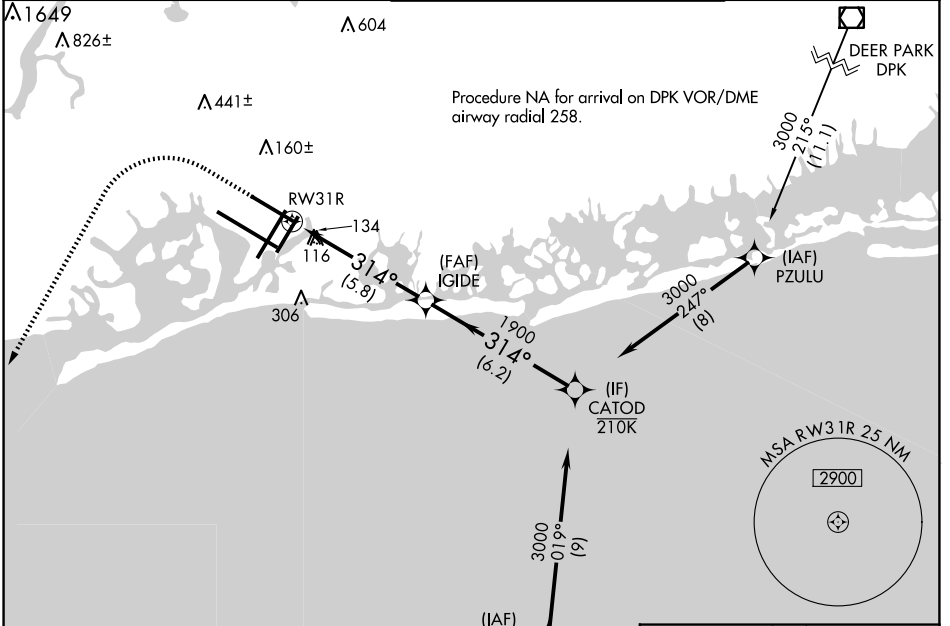 1649
826±
604
DEER PARK
DPK
441±
Procedure NA for arrival on DPK VOR/DME
airway radial 258.
3000
215°
(11.1)
160±
RW31R
134
116
314°
(5.8)
(FAF)
IGIDE
(IAF)
PZULU
306
3000
247°
(8)
1900
314°
(6.2)
(IF)
CATOD
210K
MSA RW31R 25 NM
2900
3000
019°
(9)
(IAF)